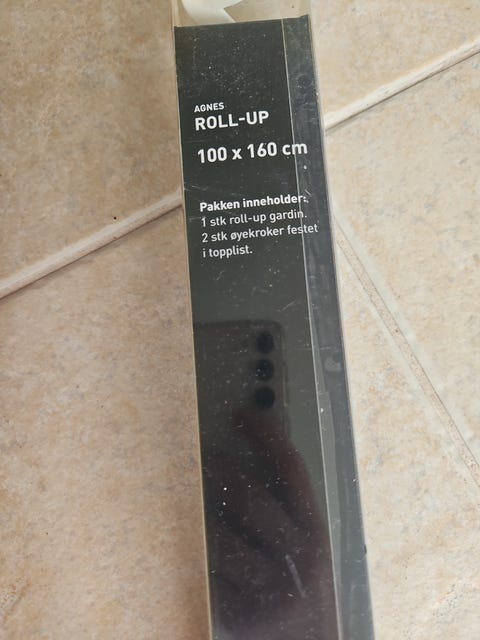 AGNES
ROLL-UP
100 x 160 cm
Pakken inneholder:
1 stk roll-up gardin.
2 stk øyekroker festet
i topplist.